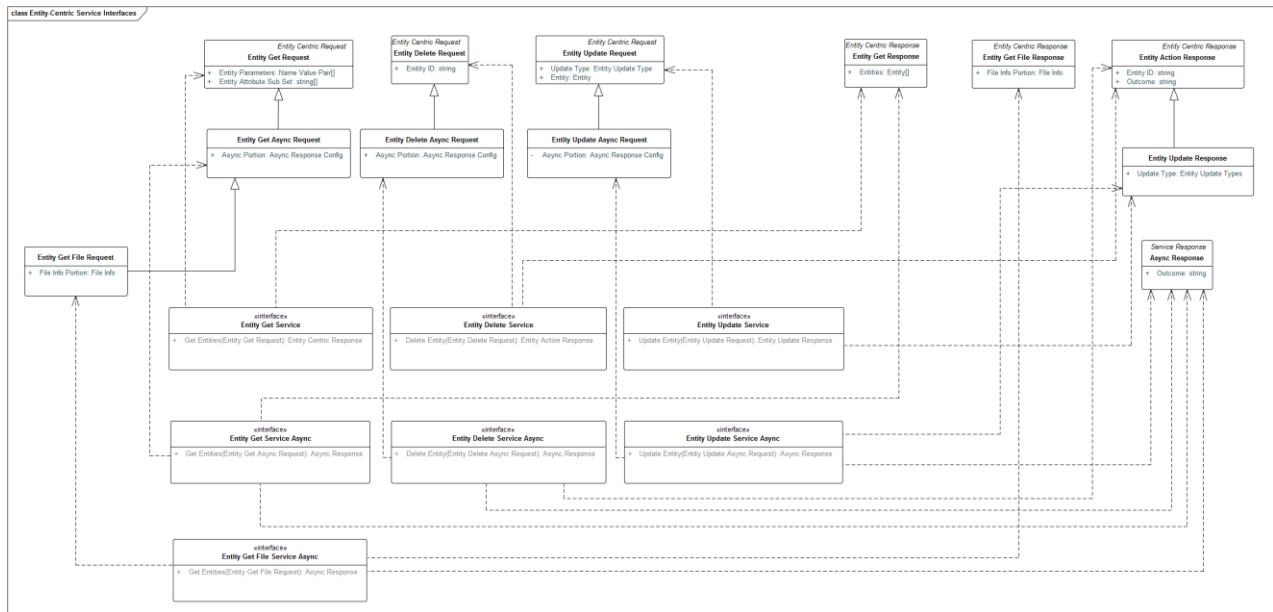 class Entity-Centric Service Interfaces
Entity Centric Request
Entity Get Request
+ Entity Parameters: Name Value Pair[]
+ Entity Attribute Sub Set: string[]
Entity Centric Request
Entity Delete Request
+ Entity ID: string
Entity Centric Request
Entity Update Request
+ Update Type: Entity Update Type
+ Entity: Entity
Entity Centric Response
Entity Get Response
+ Entities: Entity[]
Entity Centric Response
Entity Get File Response
+ File Info Portion: File Info
Entity Centric Response
Entity Action Response
+ Entity ID: string
+ Outcome: string
Entity Get Async Request
+ Async Portion: Async Response Config
Entity Delete Async Request
+ Async Portion: Async Response Config
Entity Update Async Request
- Async Portion: Async Response Config
Entity Update Response
+ Update Type: Entity Update Types
Entity Get File Request
+ File Info Portion: File Info
Service Response
Async Response
+ Outcome: string
«interface»
Entity Get Service
+ Get Entities(Entity Get Request): Entity Centric Response
«interface»
Entity Delete Service
+ Delete Entity(Entity Delete Request): Entity Action Response
«interface»
Entity Update Service
+ Update Entity(Entity Update Request): Entity Update Response
«interface»
Entity Get Service Async
+ Get Entities(Entity Get Async Request): Async Response
«interface»
Entity Delete Service Async
+ Delete Entity(Entity Delete Async Request): Async Response
«interface»
Entity Update Service Async
+ Update Entity(Entity Update Async Request): Async Response
«interface»
Entity Get File Service Async
+ Get Entities(Entity Get File Request): Async Response